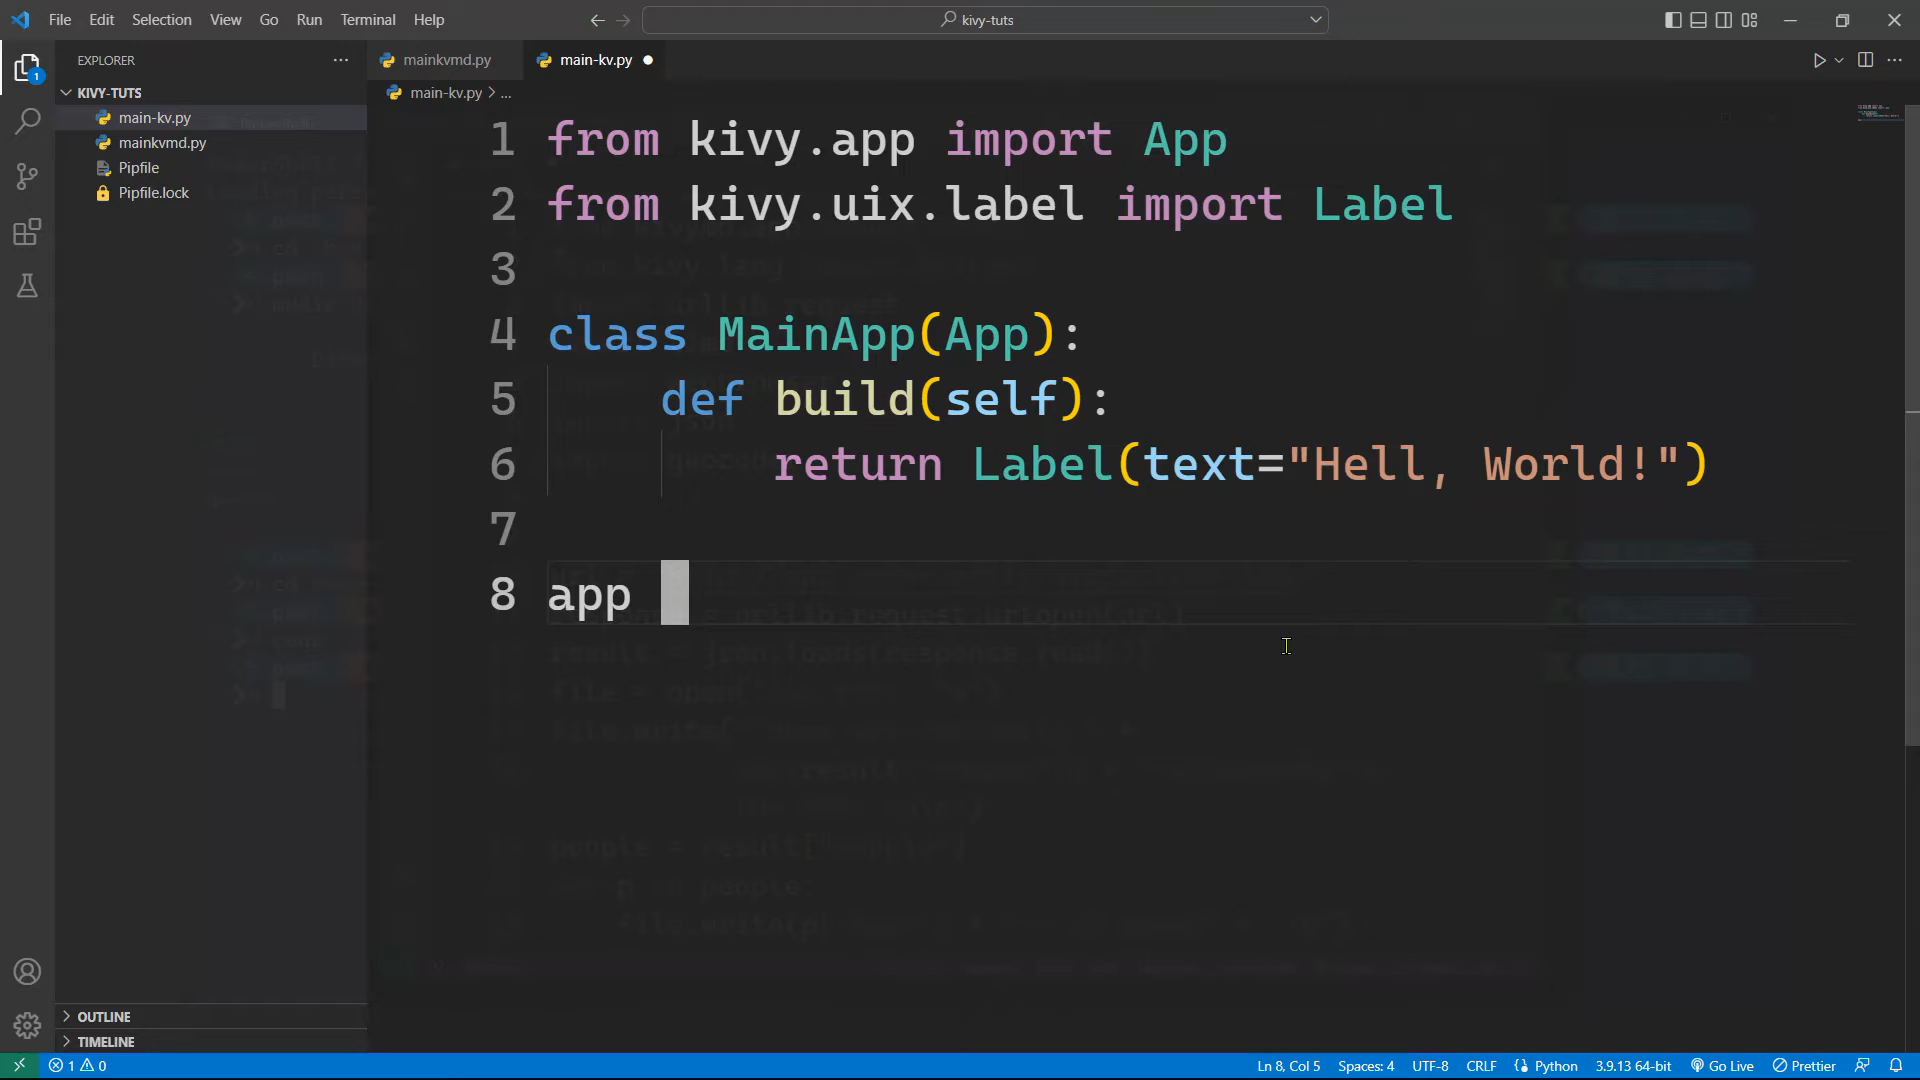 File Edit Selection View Go Run Terminal Help
kivy-tuts
EXPLORER
mainkvmd.py
main-kv.py
KIVY-TUTS
main-kv.py > ...
main-kv.py
mainkvmd.py
Pipfile
Pipfile.lock
1
1 from kivy.app import App
2 from kivy.uix.label import Label
3
4 class MainApp(App):
5 def build(self):
6 return Label(text="Hell, World!")
7
8 app
OUTLINE
TIMELINE
1 0
Ln 8, Col 5
Spaces: 4
UTF-8
CRLF
Python
3.9.13 64-bit
Go Live
Prettier